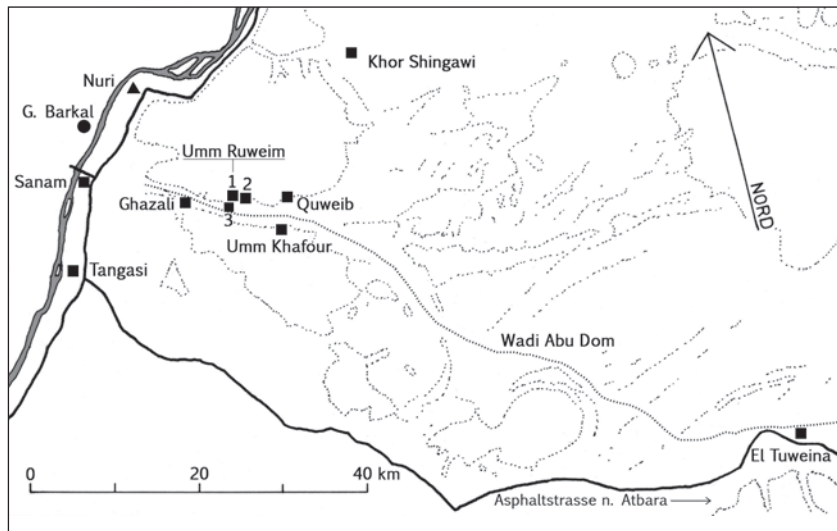 Khor Shingawi
Nuri
G. Barkal
Umm Ruweim
Sanam
1
2
Ghazali
Quweib
3
Umm Khafour
Tangasi
NORD
Wadi Abu Dom
El Tuweina
0
20
40 km
Asphaltstrasse n. Atbara